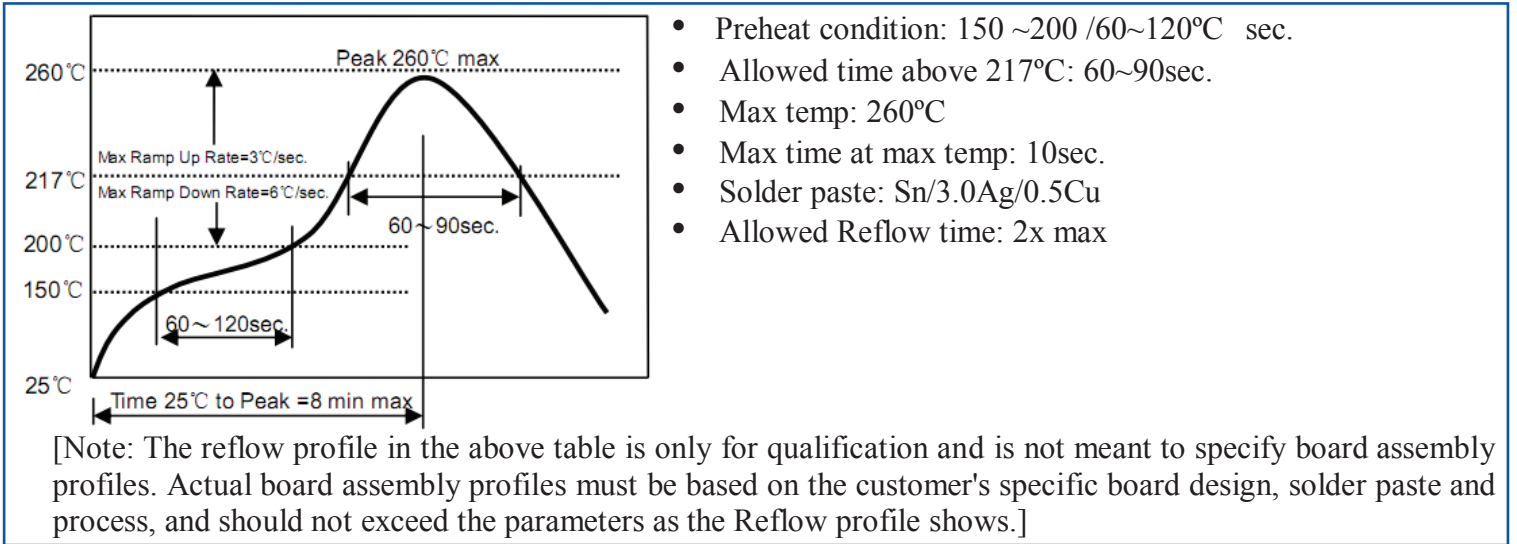 Peak 260℃ max
260℃
Max Ramp Up Rate=3℃/sec.
217℃
Max Ramp Down Rate=6℃/sec.
60～90sec.
200℃
150℃
60～120sec.
25℃
Time 25℃ to Peak =8 min max
• Preheat condition: 150 ~200 /60~120ºC sec.
• Allowed time above 217ºC: 60~90sec.
• Max temp: 260ºC
• Max time at max temp: 10sec.
• Solder paste: Sn/3.0Ag/0.5Cu
• Allowed Reflow time: 2x max
[Note: The reflow profile in the above table is only for qualification and is not meant to specify board assembly
profiles. Actual board assembly profiles must be based on the customer's specific board design, solder paste and
process, and should not exceed the parameters as the Reflow profile shows.]